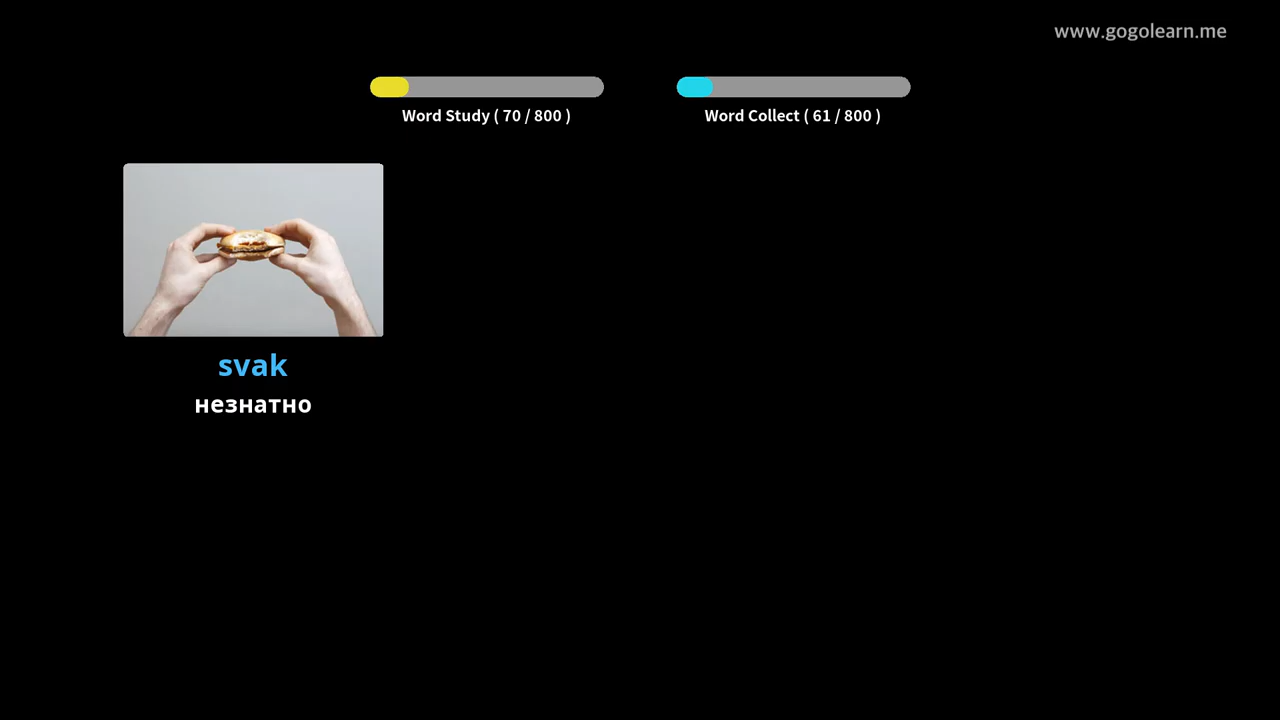 www.gogolearn.me
Word Study ( 70 / 800 )
Word Collect ( 61 / 800 )
svak
незнатно